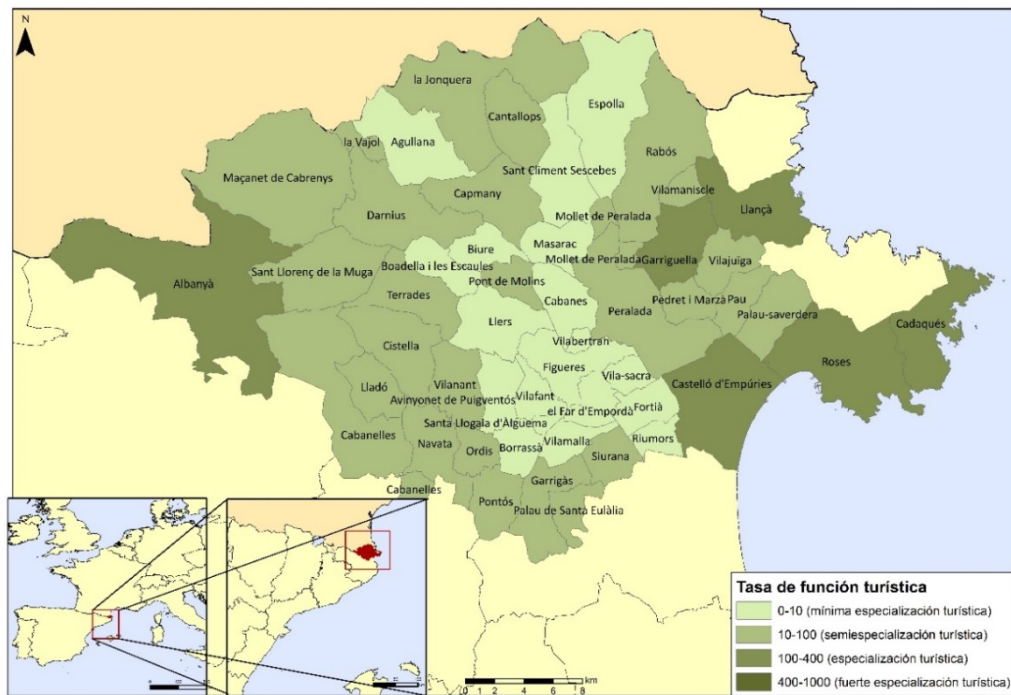 N
la Jonquera
Cantallops
Espolla
la Vajol
Agullana
Rabós
Maçanet de Cabrenys
Sant Climent Sescebes
Capmany
Vilamaniscle
Darnius
Mollet de Peralada
Llançà
Biure
Masarac
Sant Llorenç de la Muga
Boadella i les Escaules
Mollet de Peralada
Garriguella
Vilajuïga
Albanyà
Pont de Molins
Terrades
Cabanes
Pedret i Marzà
Pau
Peralada
Palau-saverdera
Llers
Cadaqués
Cistella
Vilabertran
Roses
Figueres
Vila-sacra
Castelló d'Empúries
Lladó
Vilanant
Avinyonet de Puigventós
Vilafant
el Far d'Empordà
Fortià
Santa Llogaia d'Àlguema
Cabanelles
Navata
Ordis
Borrassà
Vilamalla
Riumors
Siurana
Garrigàs
Cabanelles
Pontós
Palau de Santa Eulàlia
km
0 1 2 4 6 8
Tasa de función turística
0-10 (mínima especialización turística)
10-100 (semiespecialización turística)
100-400 (especialización turística)
400-1000 (fuerte especialización turística)